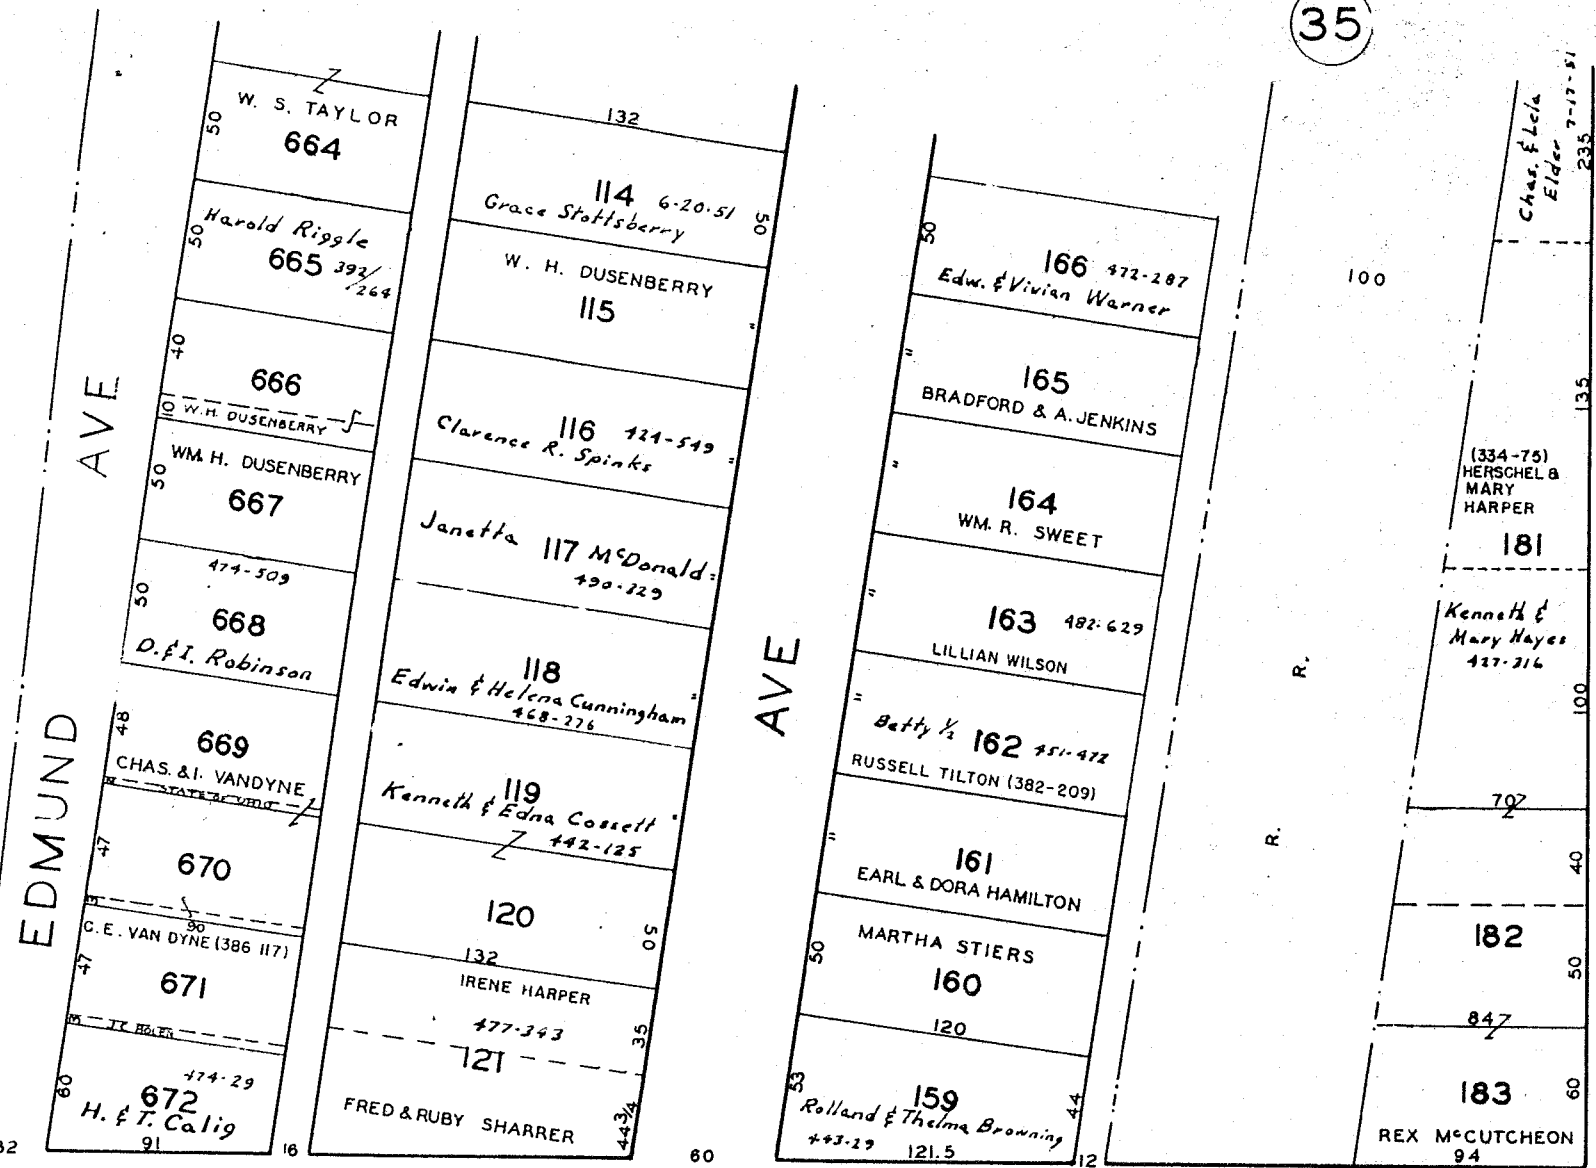 35
W. S. TAYLOR
664
50
Harold Riggle
665 392/264
50
40
666
10 W.H. DUSENBERRY
WM. H. DUSENBERRY
667
50
474-509
50
668
D. & I. Robinson
48
669
CHAS. & I. VANDYNE
2 STATE OF OHIO
47
670
3
90
C. E. VAN DYNE (386 117)
47
671
3
474-29
672
60
H. & T. Calig
91
EDMUND AVE
16
132
114 6-20-51
Grace Stottsberry
50
W. H. DUSENBERRY
115
"
116 424-549
Clarence R. Spinks
"
Janetta 117 McDonald
"
490-229
118
Edwin & Helena Cunningham
"
468-276
119
Kenneth & Edna Cossett
"
442-125
120
50
132
IRENE HARPER
477-343
35
121
FRED & RUBY SHARRER
44 3/4
60
AVE
50
166 472-287
Edw. & Vivian Warner
"
165
BRADFORD & A. JENKINS
"
164
WM. R. SWEET
"
163 482-629
LILLIAN WILSON
"
Betty 1/2 162 451-472
RUSSELL TILTON (382-209)
"
161
EARL & DORA HAMILTON
MARTHA STIERS
50
160
120
53
159
44
Rolland & Thelma Browning
443-29
121.5
12
100
R. R.
Chas. & Lela
Elder 7-17-51
235
135
(334-75)
HERSCHEL &
MARY
HARPER
181
Kenneth &
Mary Hayes
427-216
100
70
40
182
50
84
183
60
REX McCUTCHEON
94